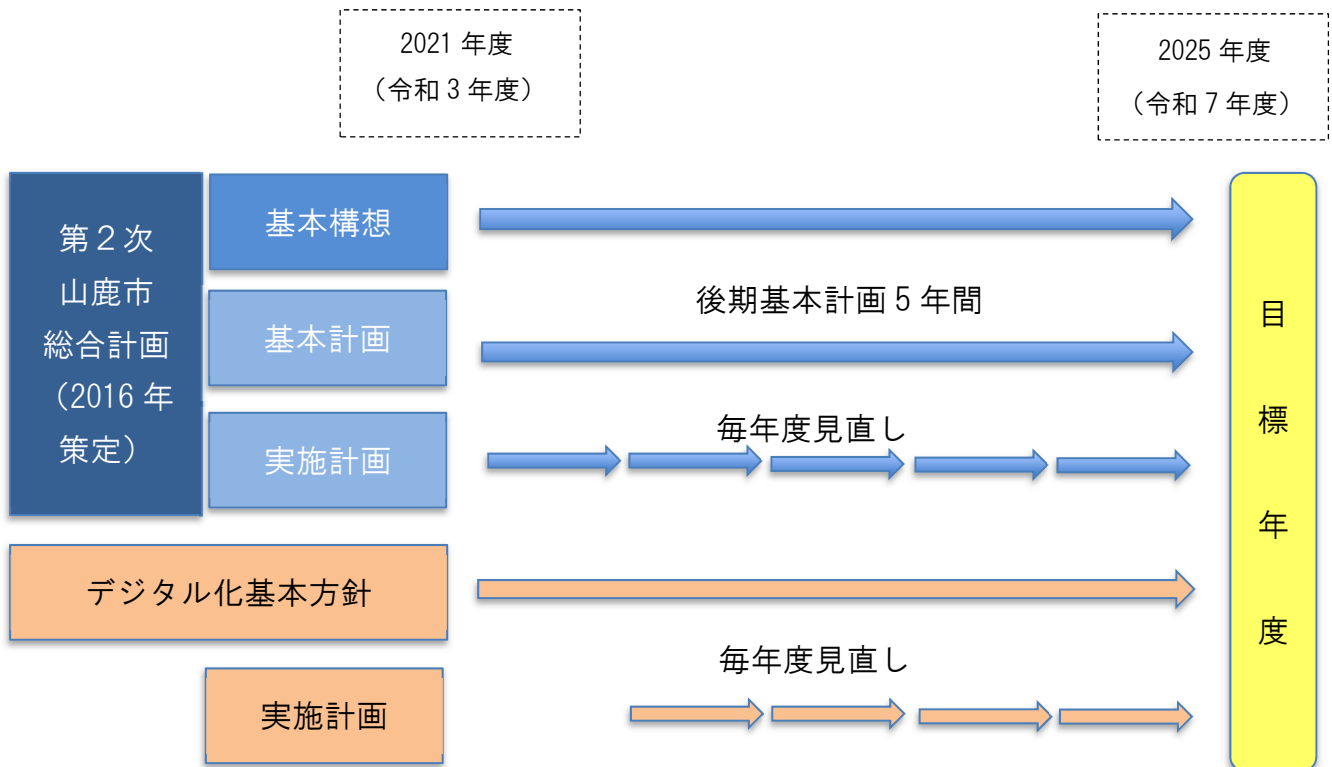 2021 年度
（令和 3 年度）
2025 年度
（令和 7 年度）
第２次
山鹿市
総合計画
（2016 年
策定）
基本構想
基本計画
後期基本計画 5 年間
実施計画
毎年度見直し
デジタル化基本方針
実施計画
毎年度見直し
目
標
年
度